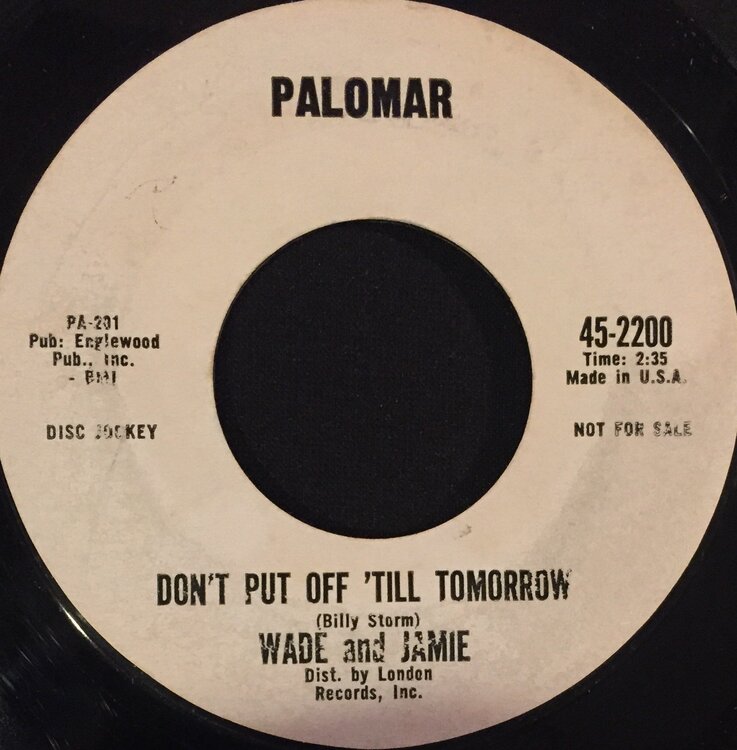 PALOMAR
PA-201
Pub: Englewood
Pub., Inc.
- BMI
DISC JOCKEY
45-2200
Time: 2:35
Made in U.S.A.
NOT FOR SALE
DON'T PUT OFF 'TILL TOMORROW
(Billy Storm)
WADE and JAMIE
Dist. by London
Records, Inc.